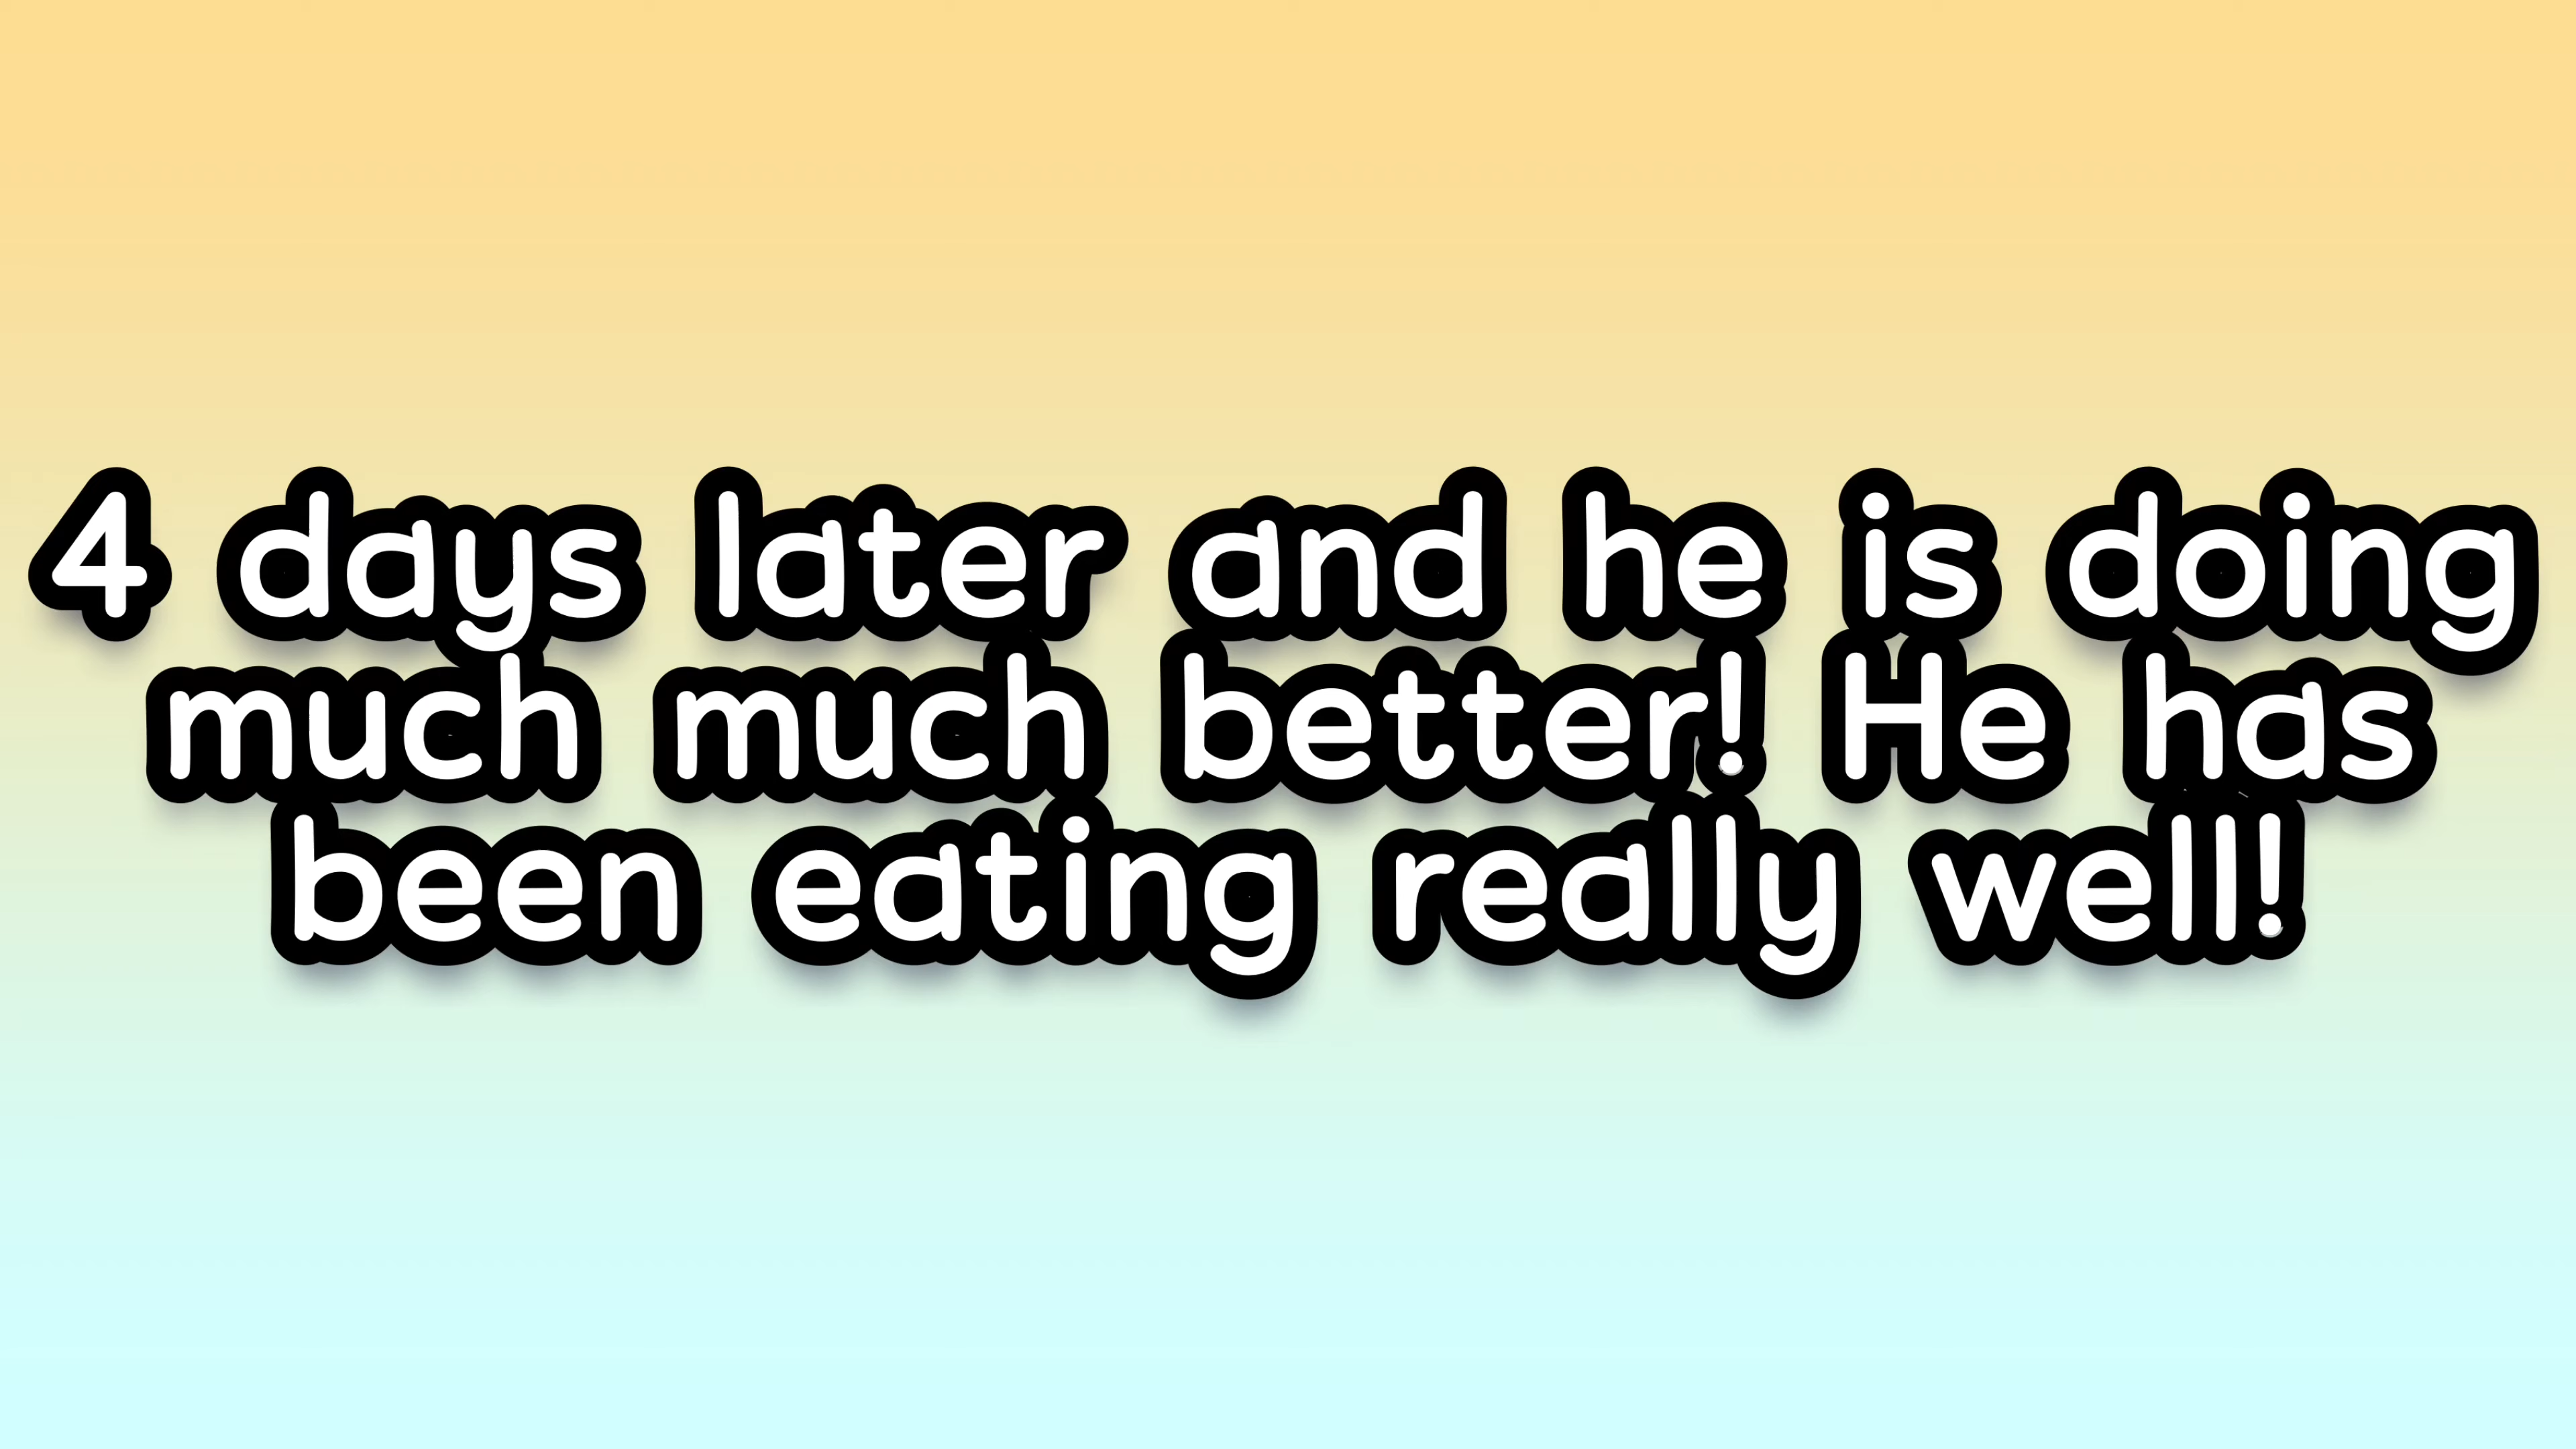 4 days later and he is doing
much much better! He has
been eating really well!